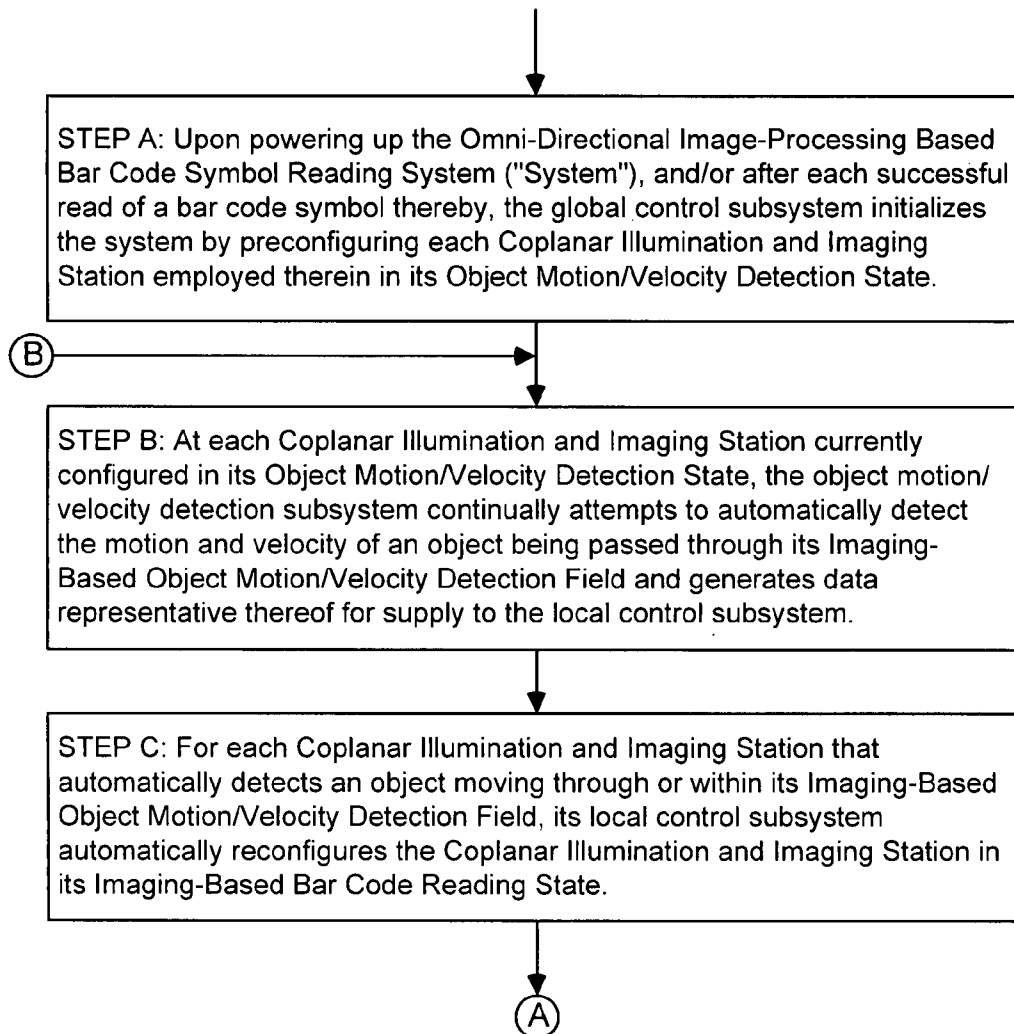 STEP A: Upon powering up the Omni-Directional Image-Processing Based
Bar Code Symbol Reading System ("System"), and/or after each successful
read of a bar code symbol thereby, the global control subsystem initializes
the system by preconfiguring each Coplanar Illumination and Imaging
Station employed therein in its Object Motion/Velocity Detection State.
B
STEP B: At each Coplanar Illumination and Imaging Station currently
configured in its Object Motion/Velocity Detection State, the object motion/
velocity detection subsystem continually attempts to automatically detect
the motion and velocity of an object being passed through its Imaging-
Based Object Motion/Velocity Detection Field and generates data
representative thereof for supply to the local control subsystem.
STEP C: For each Coplanar Illumination and Imaging Station that
automatically detects an object moving through or within its Imaging-Based
Object Motion/Velocity Detection Field, its local control subsystem
automatically reconfigures the Coplanar Illumination and Imaging Station in
its Imaging-Based Bar Code Reading State.
A